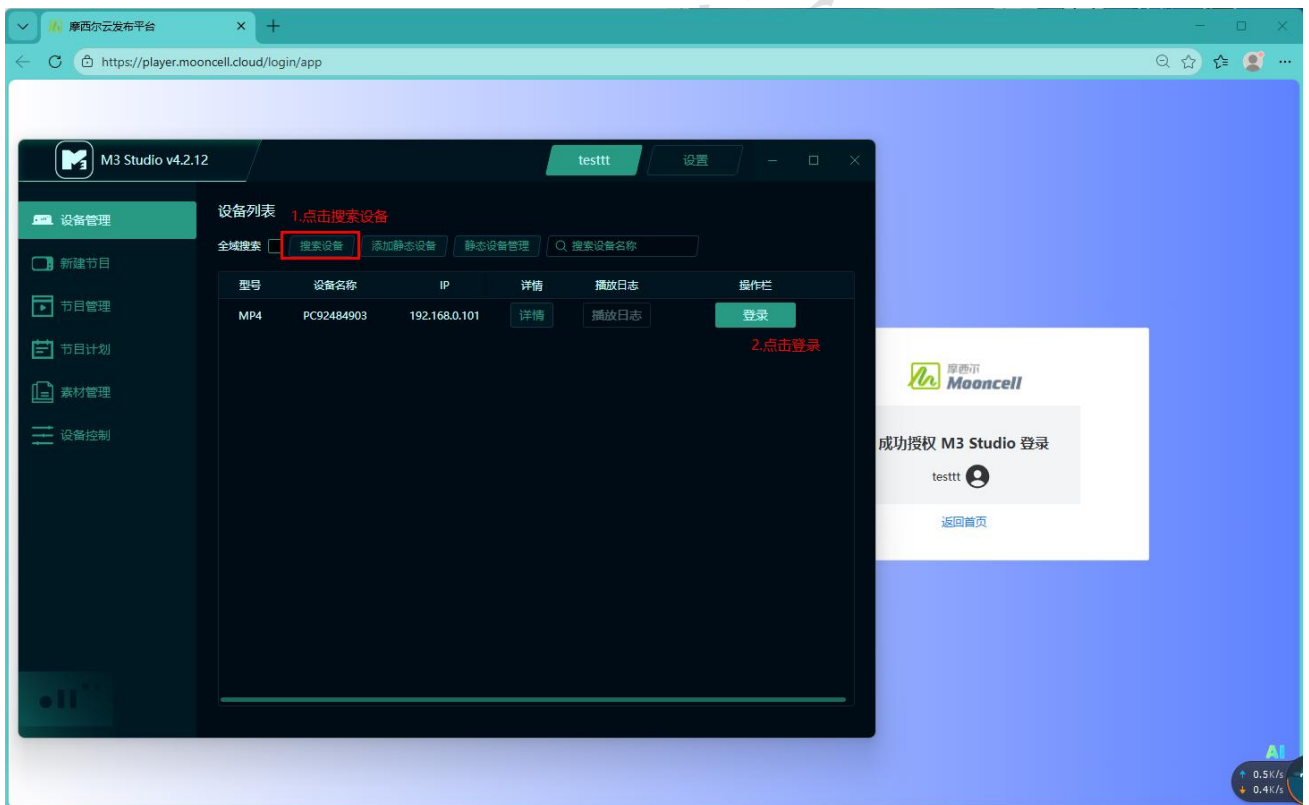 摩西尔云发布平台
https://player.mooncell.cloud/login/app
M3 Studio v4.2.12
testtt
设置
设备管理
新建节目
节目管理
节目计划
素材管理
设备控制
设备列表
1.点击搜索设备
全域搜索 搜索设备 添加静态设备 静态设备管理 搜索设备名称
型号 设备名称 IP 详情 播放日志 操作栏
MP4 PC92484903 192.168.0.101 详情 播放日志 登录
2.点击登录
摩西尔
Mooncell
成功授权 M3 Studio 登录
testtt
返回首页
AI
↑ 0.5K/s
↓ 0.4K/s